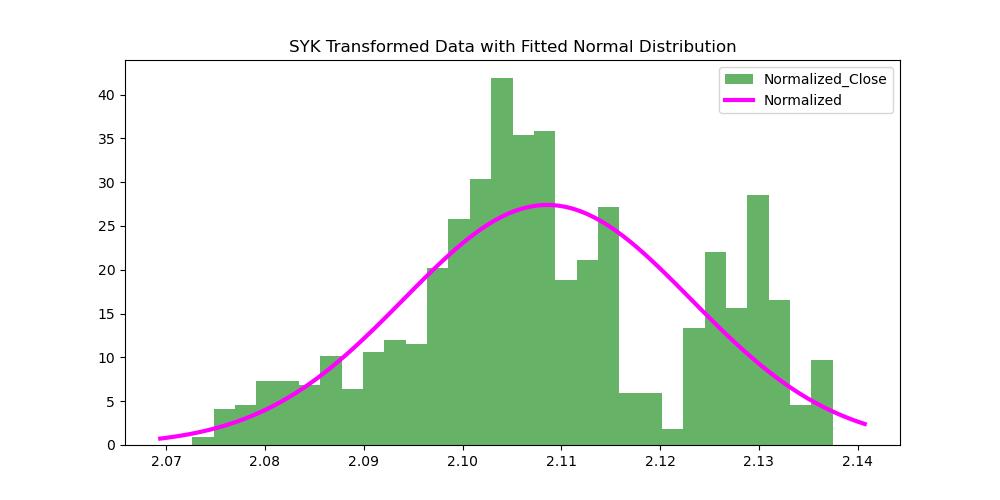 SYK Transformed Data with Fitted Normal Distribution
Normalized_Close
Normalized
40
35
30
25
20
15
10
5
0
2.07 2.08 2.09 2.10 2.11 2.12 2.13 2.14